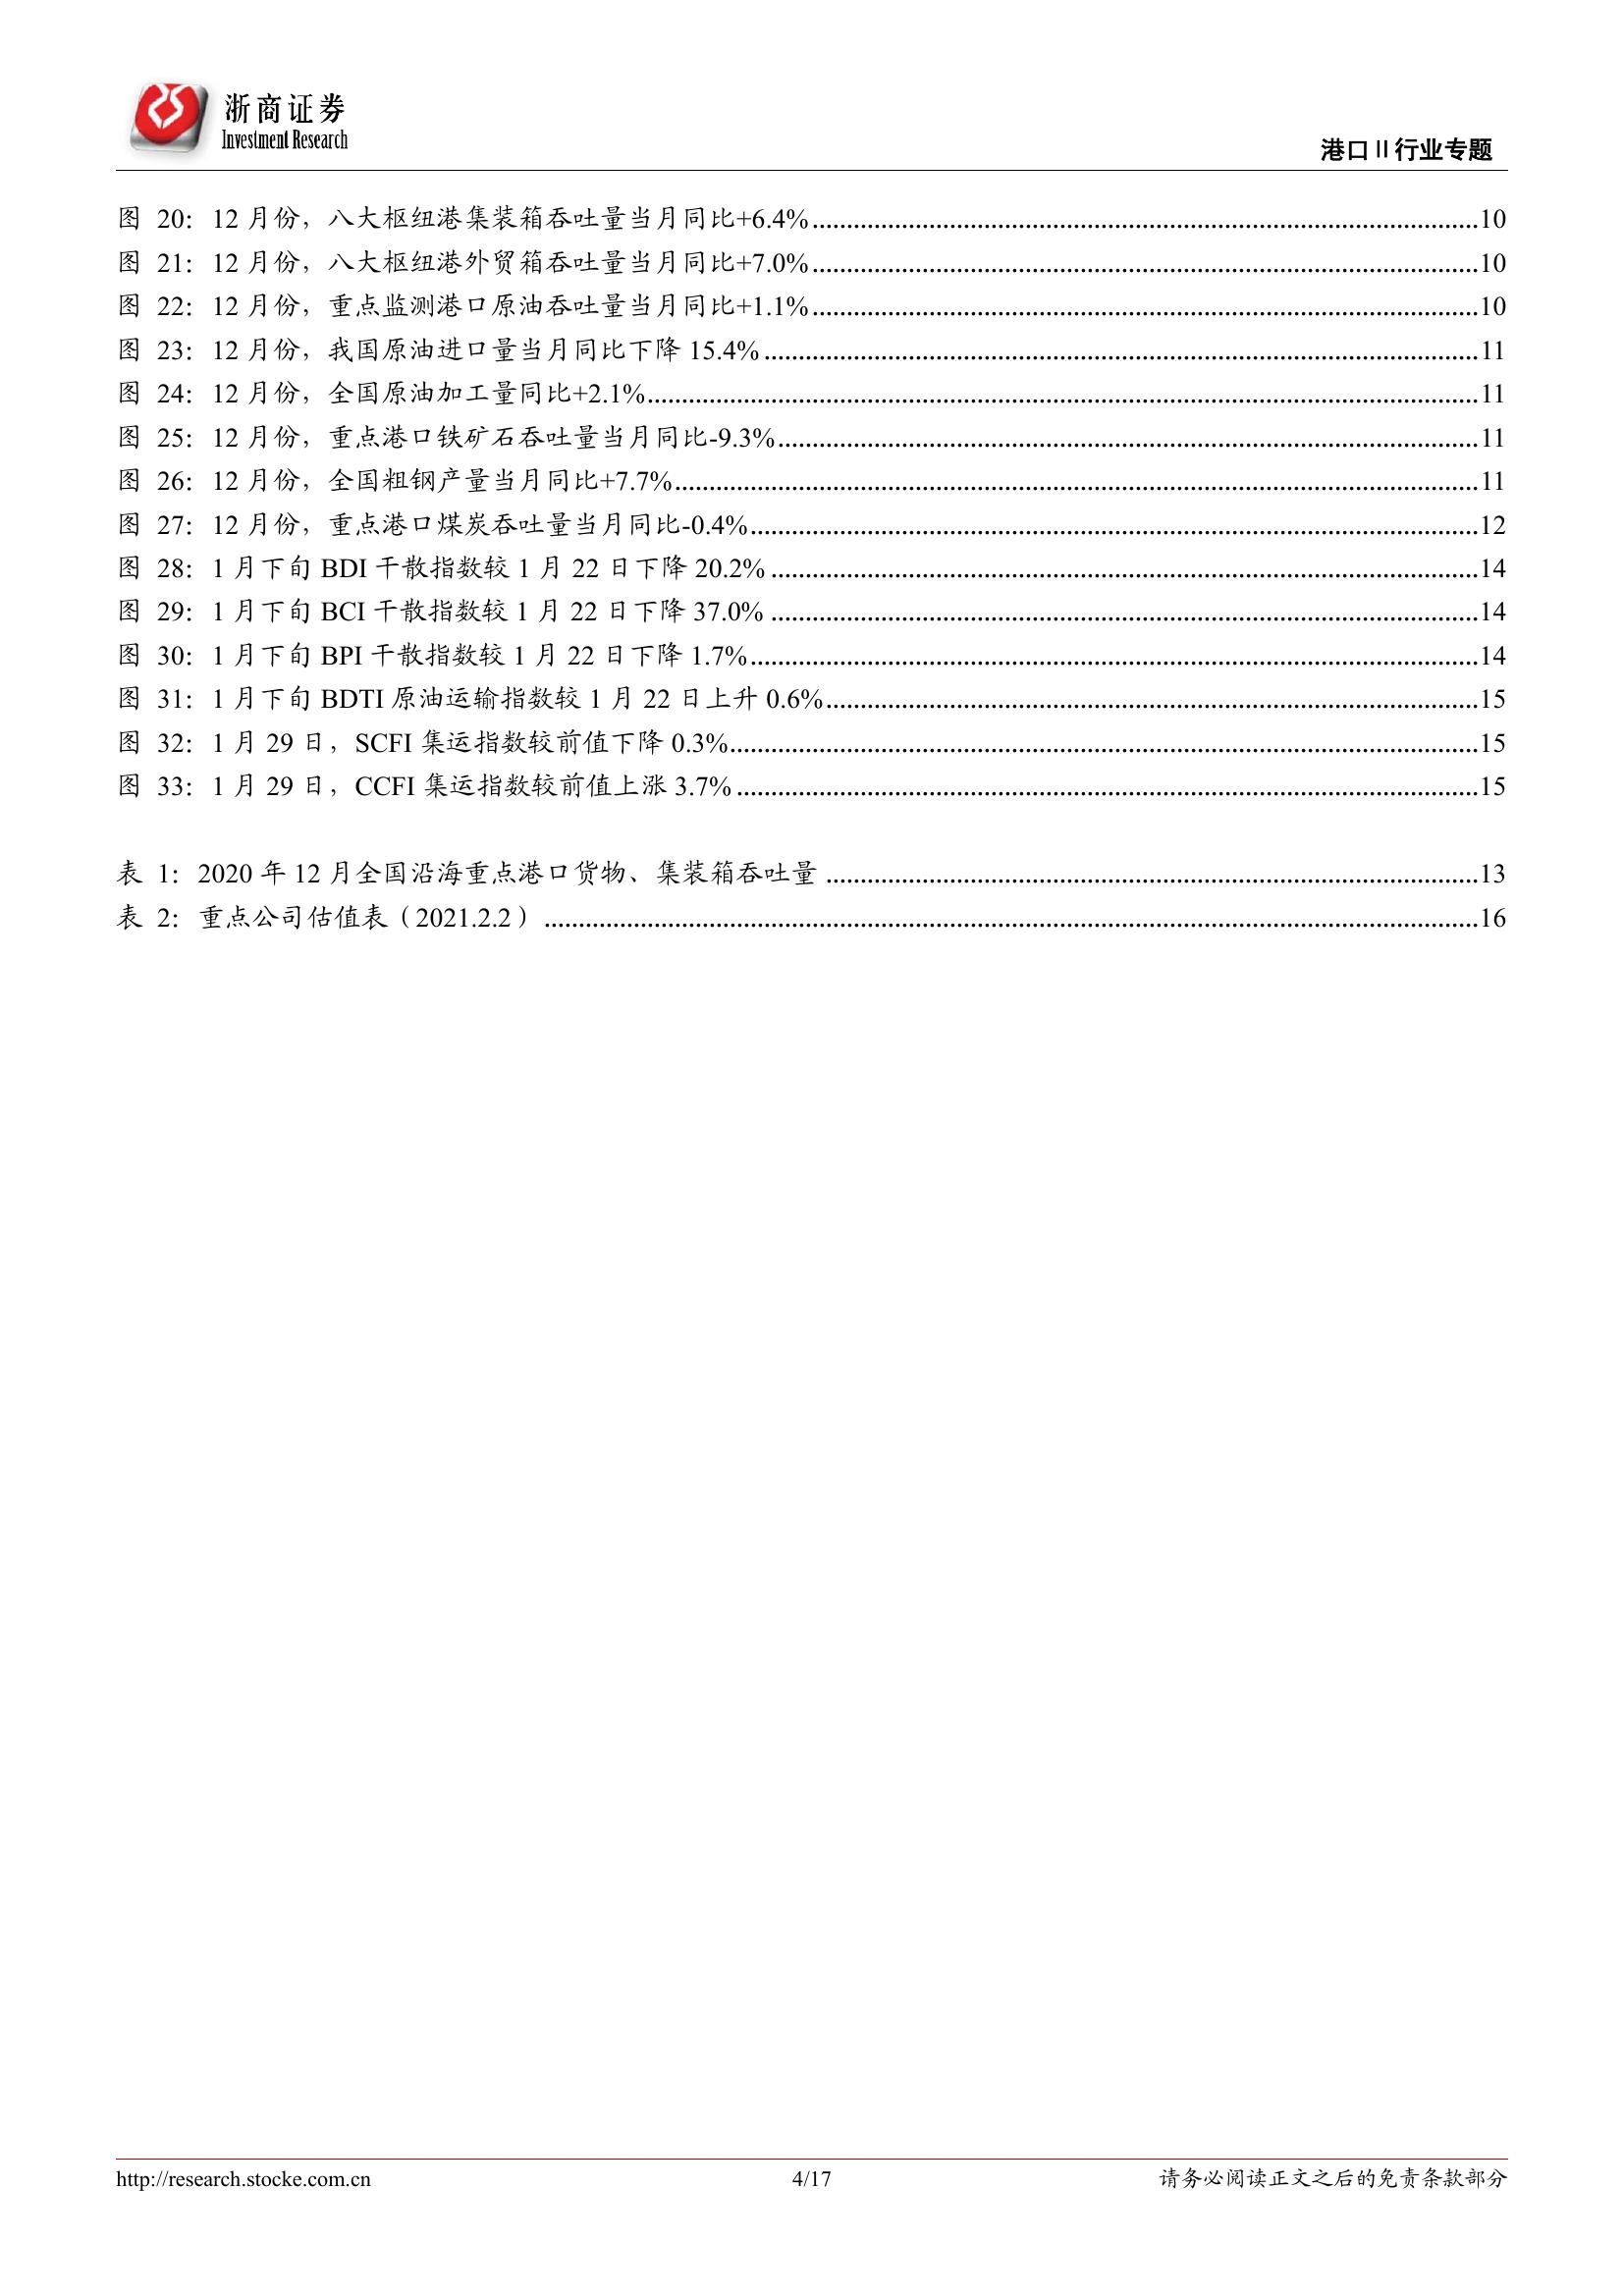 浙商证券
Investment Research
港口Ⅱ行业专题
图 20：12 月份，八大枢纽港集装箱吞吐量当月同比+6.4%....................10
图 21：12 月份，八大枢纽港外贸箱吞吐量当月同比+7.0%....................10
图 22：12 月份，重点监测港口原油吞吐量当月同比+1.1%....................10
图 23：12 月份，我国原油进口量当月同比下降 15.4%....................11
图 24：12 月份，全国原油加工量同比+2.1%....................11
图 25：12 月份，重点港口铁矿石吞吐量当月同比-9.3%....................11
图 26：12 月份，全国粗钢产量当月同比+7.7%....................11
图 27：12 月份，重点港口煤炭吞吐量当月同比-0.4%....................12
图 28：1 月下旬 BDI 干散指数较 1 月 22 日下降 20.2%....................14
图 29：1 月下旬 BCI 干散指数较 1 月 22 日下降 37.0%....................14
图 30：1 月下旬 BPI 干散指数较 1 月 22 日下降 1.7%....................14
图 31：1 月下旬 BDTI 原油运输指数较 1 月 22 日上升 0.6%....................15
图 32：1 月 29 日，SCFI 集运指数较前值下降 0.3%....................15
图 33：1 月 29 日，CCFI 集运指数较前值上涨 3.7%....................15
表 1：2020 年 12 月全国沿海重点港口货物、集装箱吞吐量....................13
表 2：重点公司估值表（2021.2.2）....................16
http://research.stocke.com.cn
4/17
请务必阅读正文之后的免责条款部分